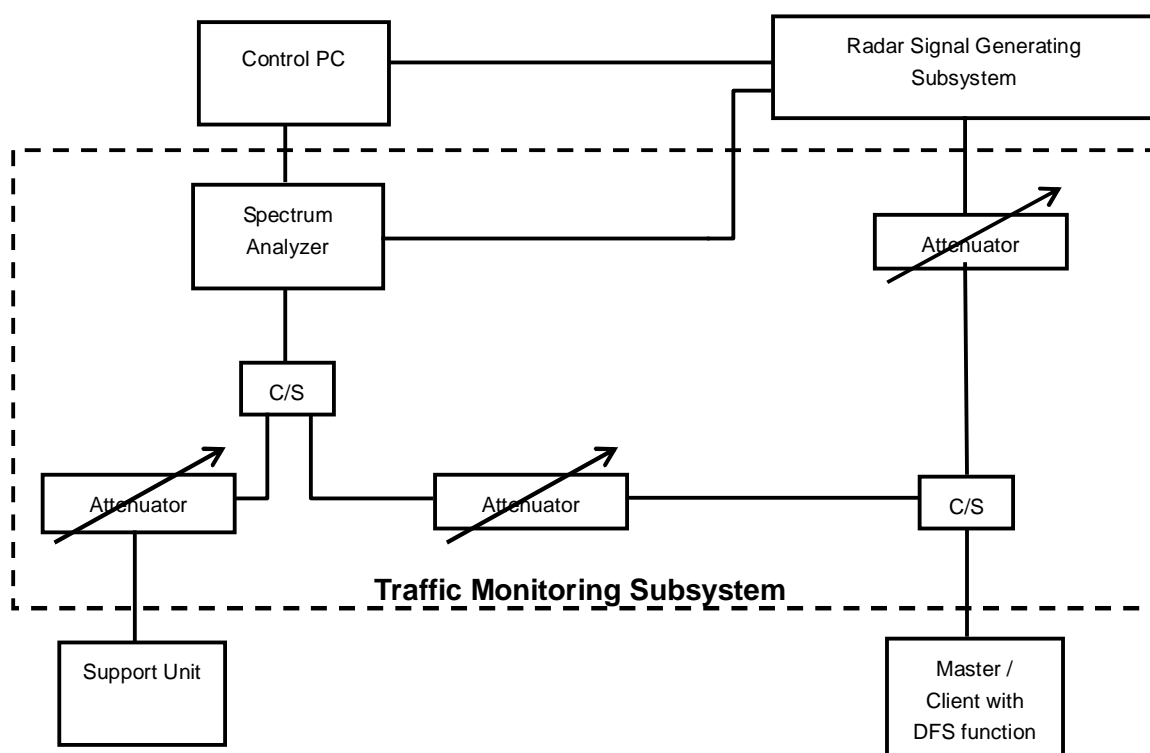 Control PC
Radar Signal Generating
Subsystem
Spectrum
Analyzer
Attenuator
C/S
Attenuator
Attenuator
C/S
Traffic Monitoring Subsystem
Support Unit
Master /
Client with
DFS function